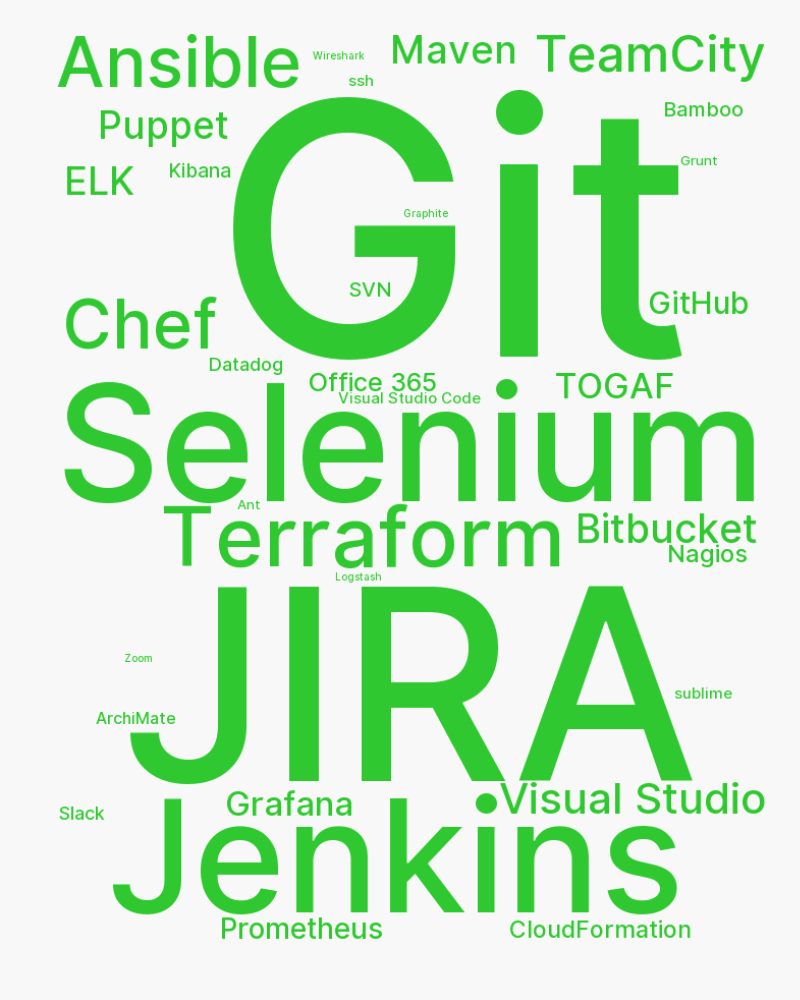 Ansible
Wireshark
Maven
TeamCity
ssh
Puppet
Git
Bamboo
ELK
Kibana
Grunt
Graphite
SVN
GitHub
Chef
Datadog
Office 365
TOGAF
Visual Studio Code
Selenium
Ant
Terraform
Bitbucket
Nagios
Logstash
JIRA
Zoom
sublime
ArchiMate
Visual Studio
Grafana
Slack
Jenkins
Prometheus
CloudFormation